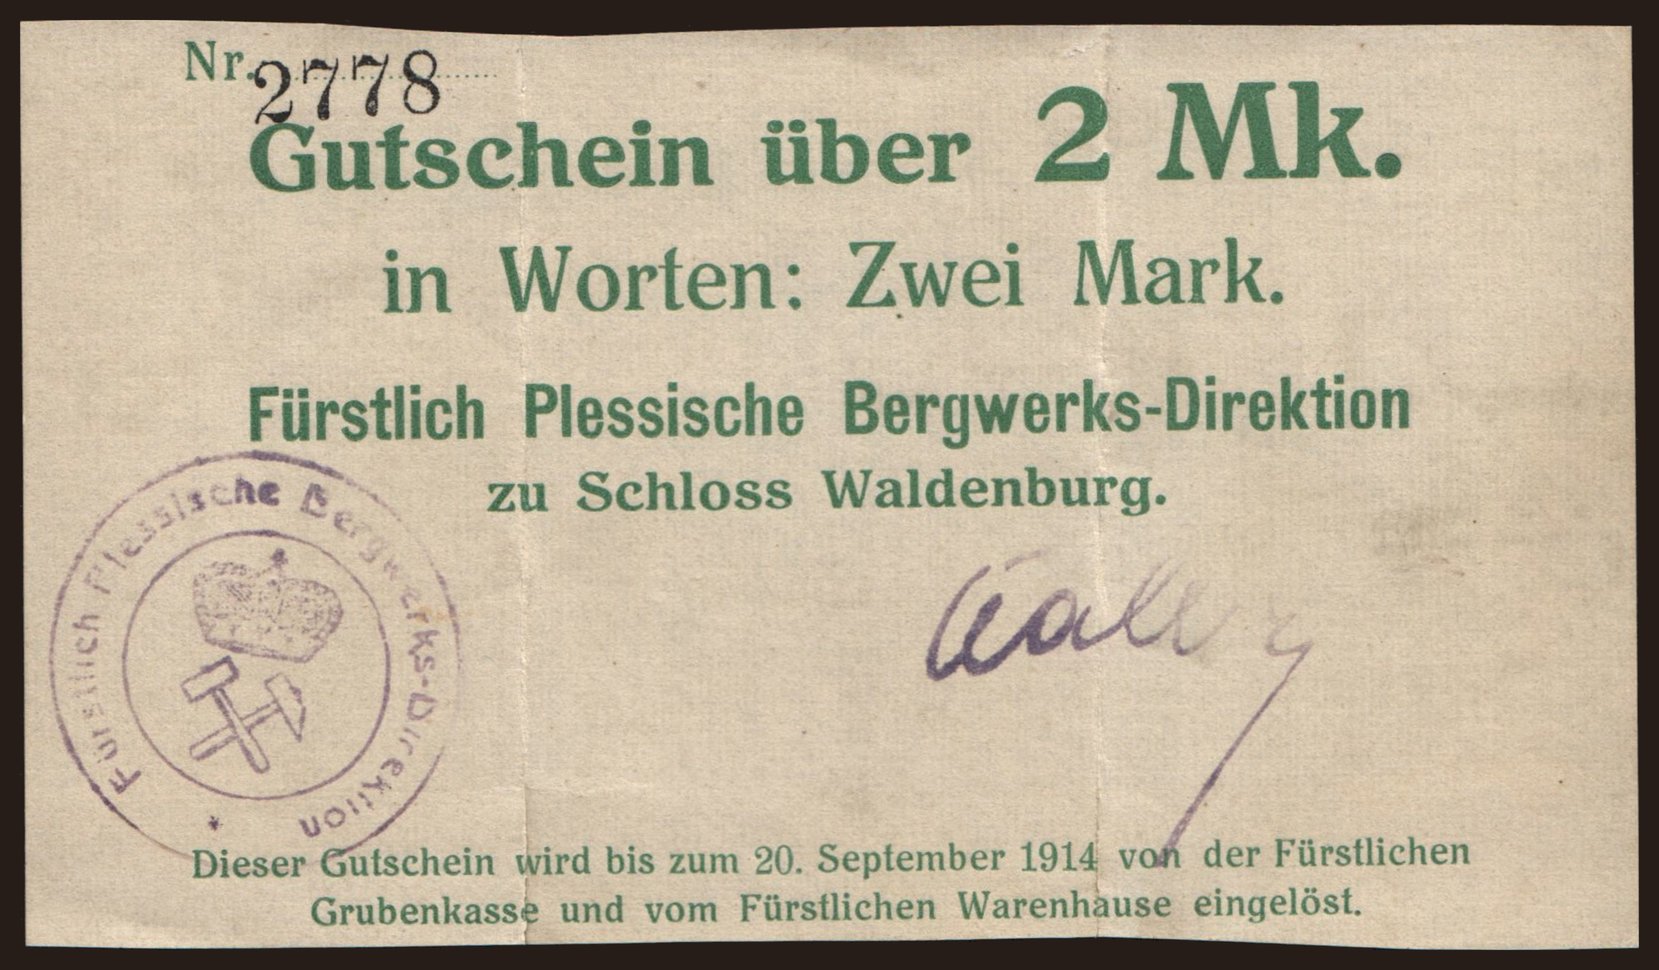 Nr. 2778
Gutschein über 2 Mk.
in Worten: Zwei Mark.
Fürstlich Plessische Bergwerks-Direktion
zu Schloss Waldenburg.
Fürstlich Plessische Bergwerks-Direktion
Dieser Gutschein wird bis zum 20. September 1914 von der Fürstlichen
Grubenkasse und vom Fürstlichen Warenhause eingelöst.